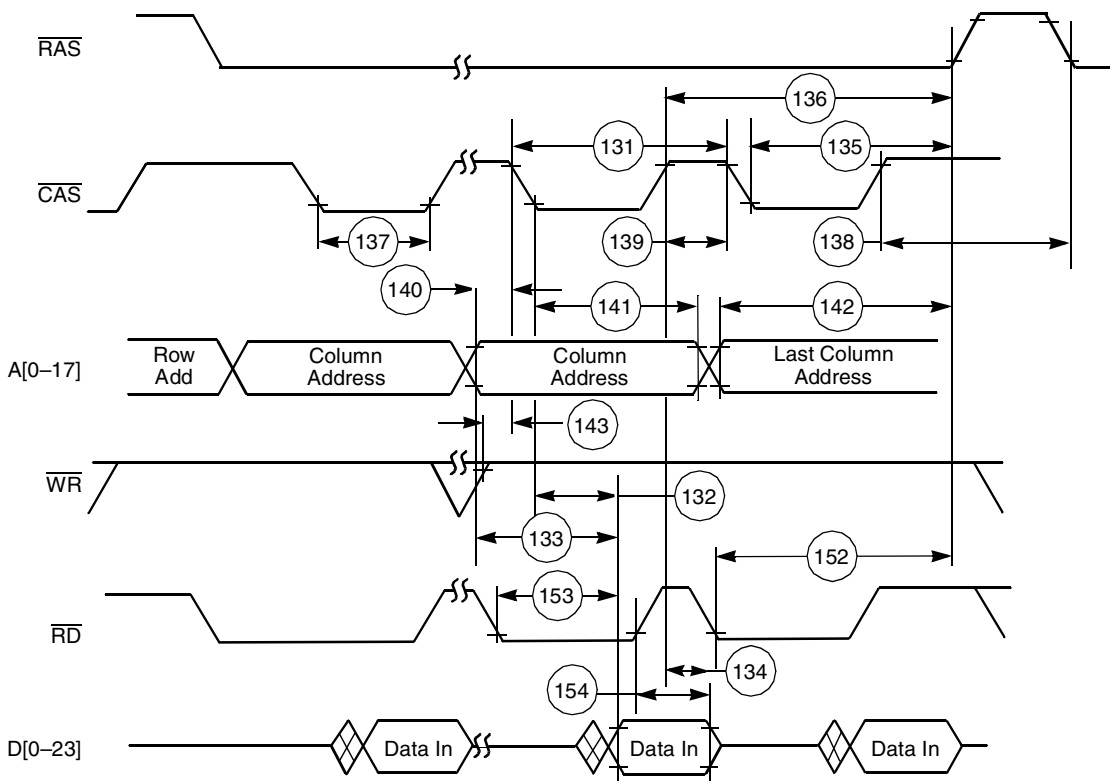 RAS
136
131
135
CAS
137
139
138
140
141
142
A[0–17]
Row
Add
Column
Address
Column
Address
Last Column
Address
143
WR
132
133
152
153
RD
134
154
D[0–23]
Data In
Data In
Data In